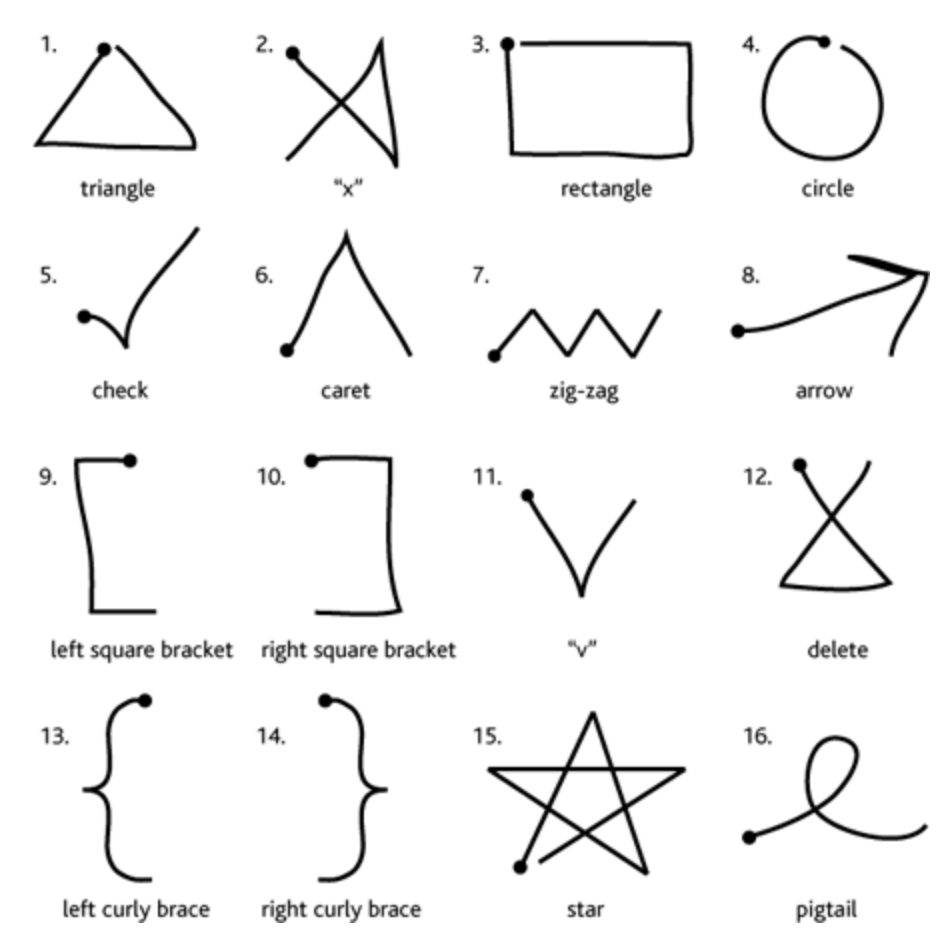 1. 2. 3. 4.
triangle “x” rectangle circle
5. 6. 7. 8.
check caret zig-zag arrow
9. 10. 11. 12.
left square bracket right square bracket “v” delete
13. 14. 15. 16.
left curly brace right curly brace star pigtail